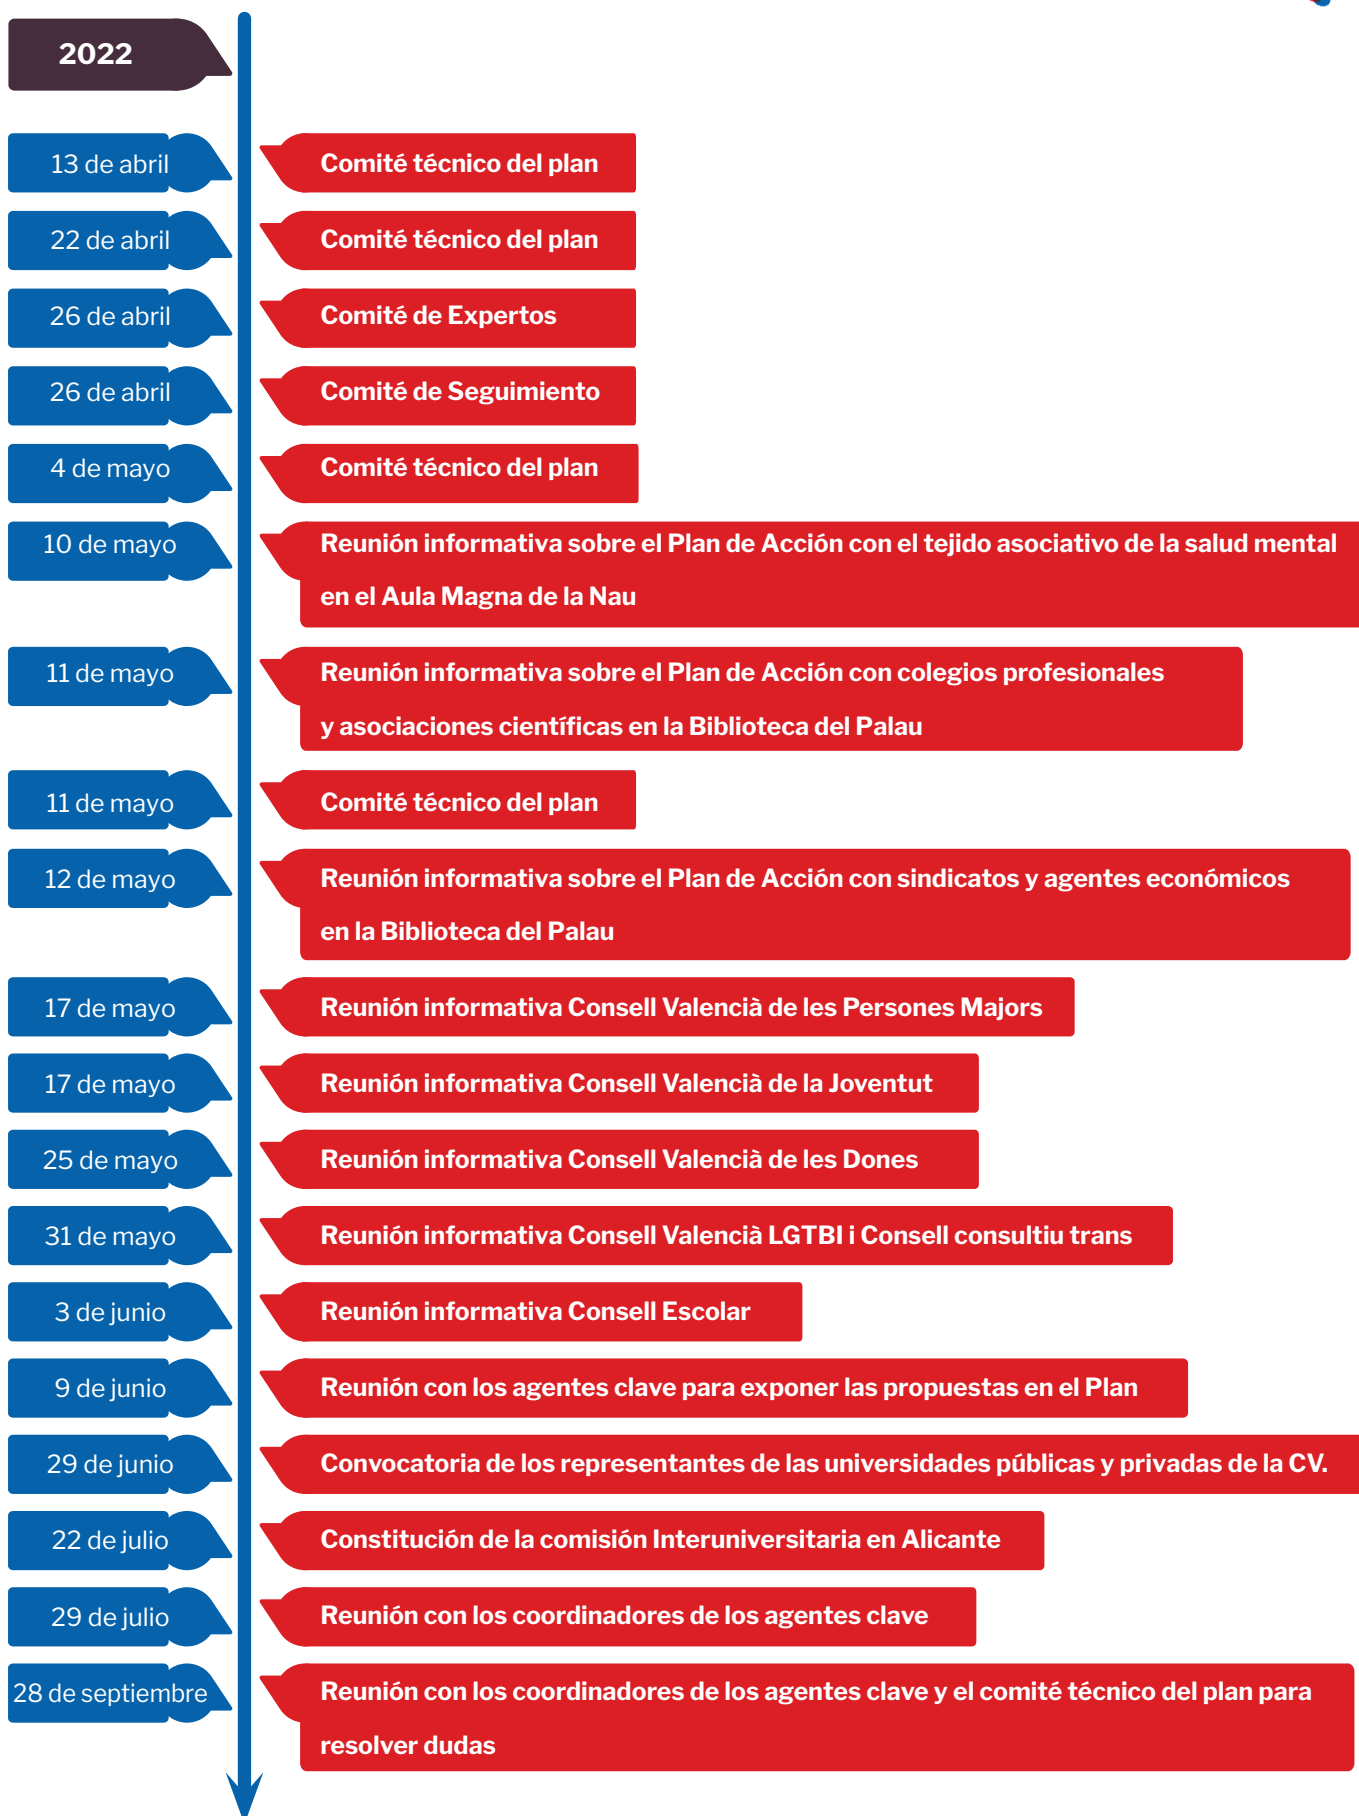 2022
13 de abril
Comité técnico del plan
22 de abril
Comité técnico del plan
26 de abril
Comité de Expertos
26 de abril
Comité de Seguimiento
4 de mayo
Comité técnico del plan
10 de mayo
Reunión informativa sobre el Plan de Acción con el tejido asociativo de la salud mental
en el Aula Magna de la Nau
11 de mayo
Reunión informativa sobre el Plan de Acción con colegios profesionales
y asociaciones científicas en la Biblioteca del Palau
11 de mayo
Comité técnico del plan
12 de mayo
Reunión informativa sobre el Plan de Acción con sindicatos y agentes económicos
en la Biblioteca del Palau
17 de mayo
Reunión informativa Consell Valencià de les Persones Majors
17 de mayo
Reunión informativa Consell Valencià de la Joventut
25 de mayo
Reunión informativa Consell Valencià de les Dones
31 de mayo
Reunión informativa Consell Valencià LGTBI i Consell consultiu trans
3 de junio
Reunión informativa Consell Escolar
9 de junio
Reunión con los agentes clave para exponer las propuestas en el Plan
29 de junio
Convocatoria de los representantes de las universidades públicas y privadas de la CV.
22 de julio
Constitución de la comisión Interuniversitaria en Alicante
29 de julio
Reunión con los coordinadores de los agentes clave
28 de septiembre
Reunión con los coordinadores de los agentes clave y el comité técnico del plan para
resolver dudas